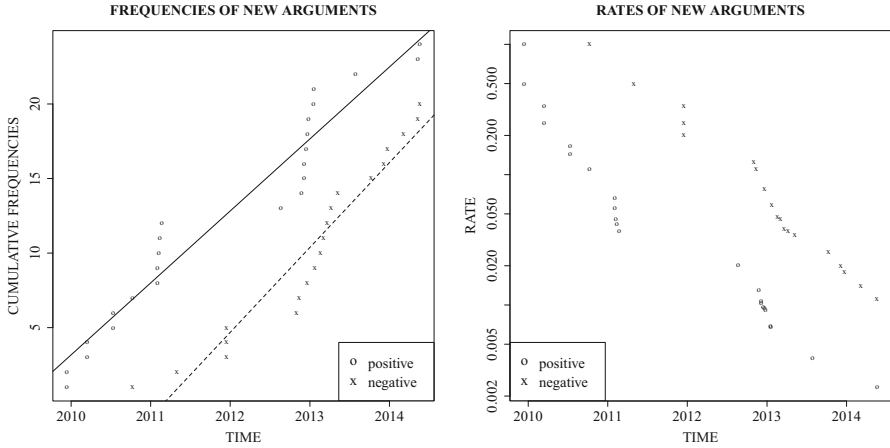 FREQUENCIES OF NEW ARGUMENTS
CUMULATIVE FREQUENCIES
20
15
10
5
o positive
x negative
2010 2011 2012 2013 2014
TIME
RATES OF NEW ARGUMENTS
RATE
0.500
0.200
0.050
0.020
0.005
0.002
o positive
x negative
2010 2011 2012 2013 2014
TIME